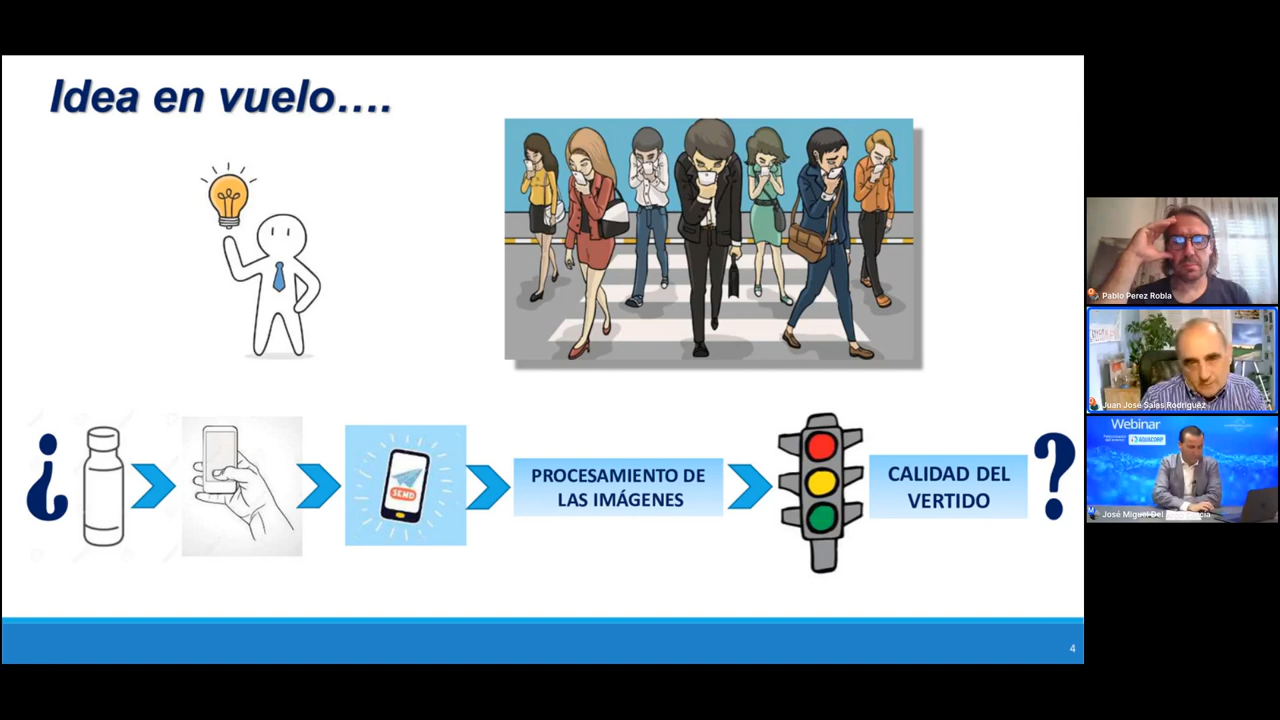 Idea en vuelo….
¿
SEND
PROCESAMIENTO DE
LAS IMÁGENES
CALIDAD DEL
VERTIDO
?
4
Pablo Perez Robla
Juan José Salas Rodríguez
Webinar
AQUACORP
José Miguel Del